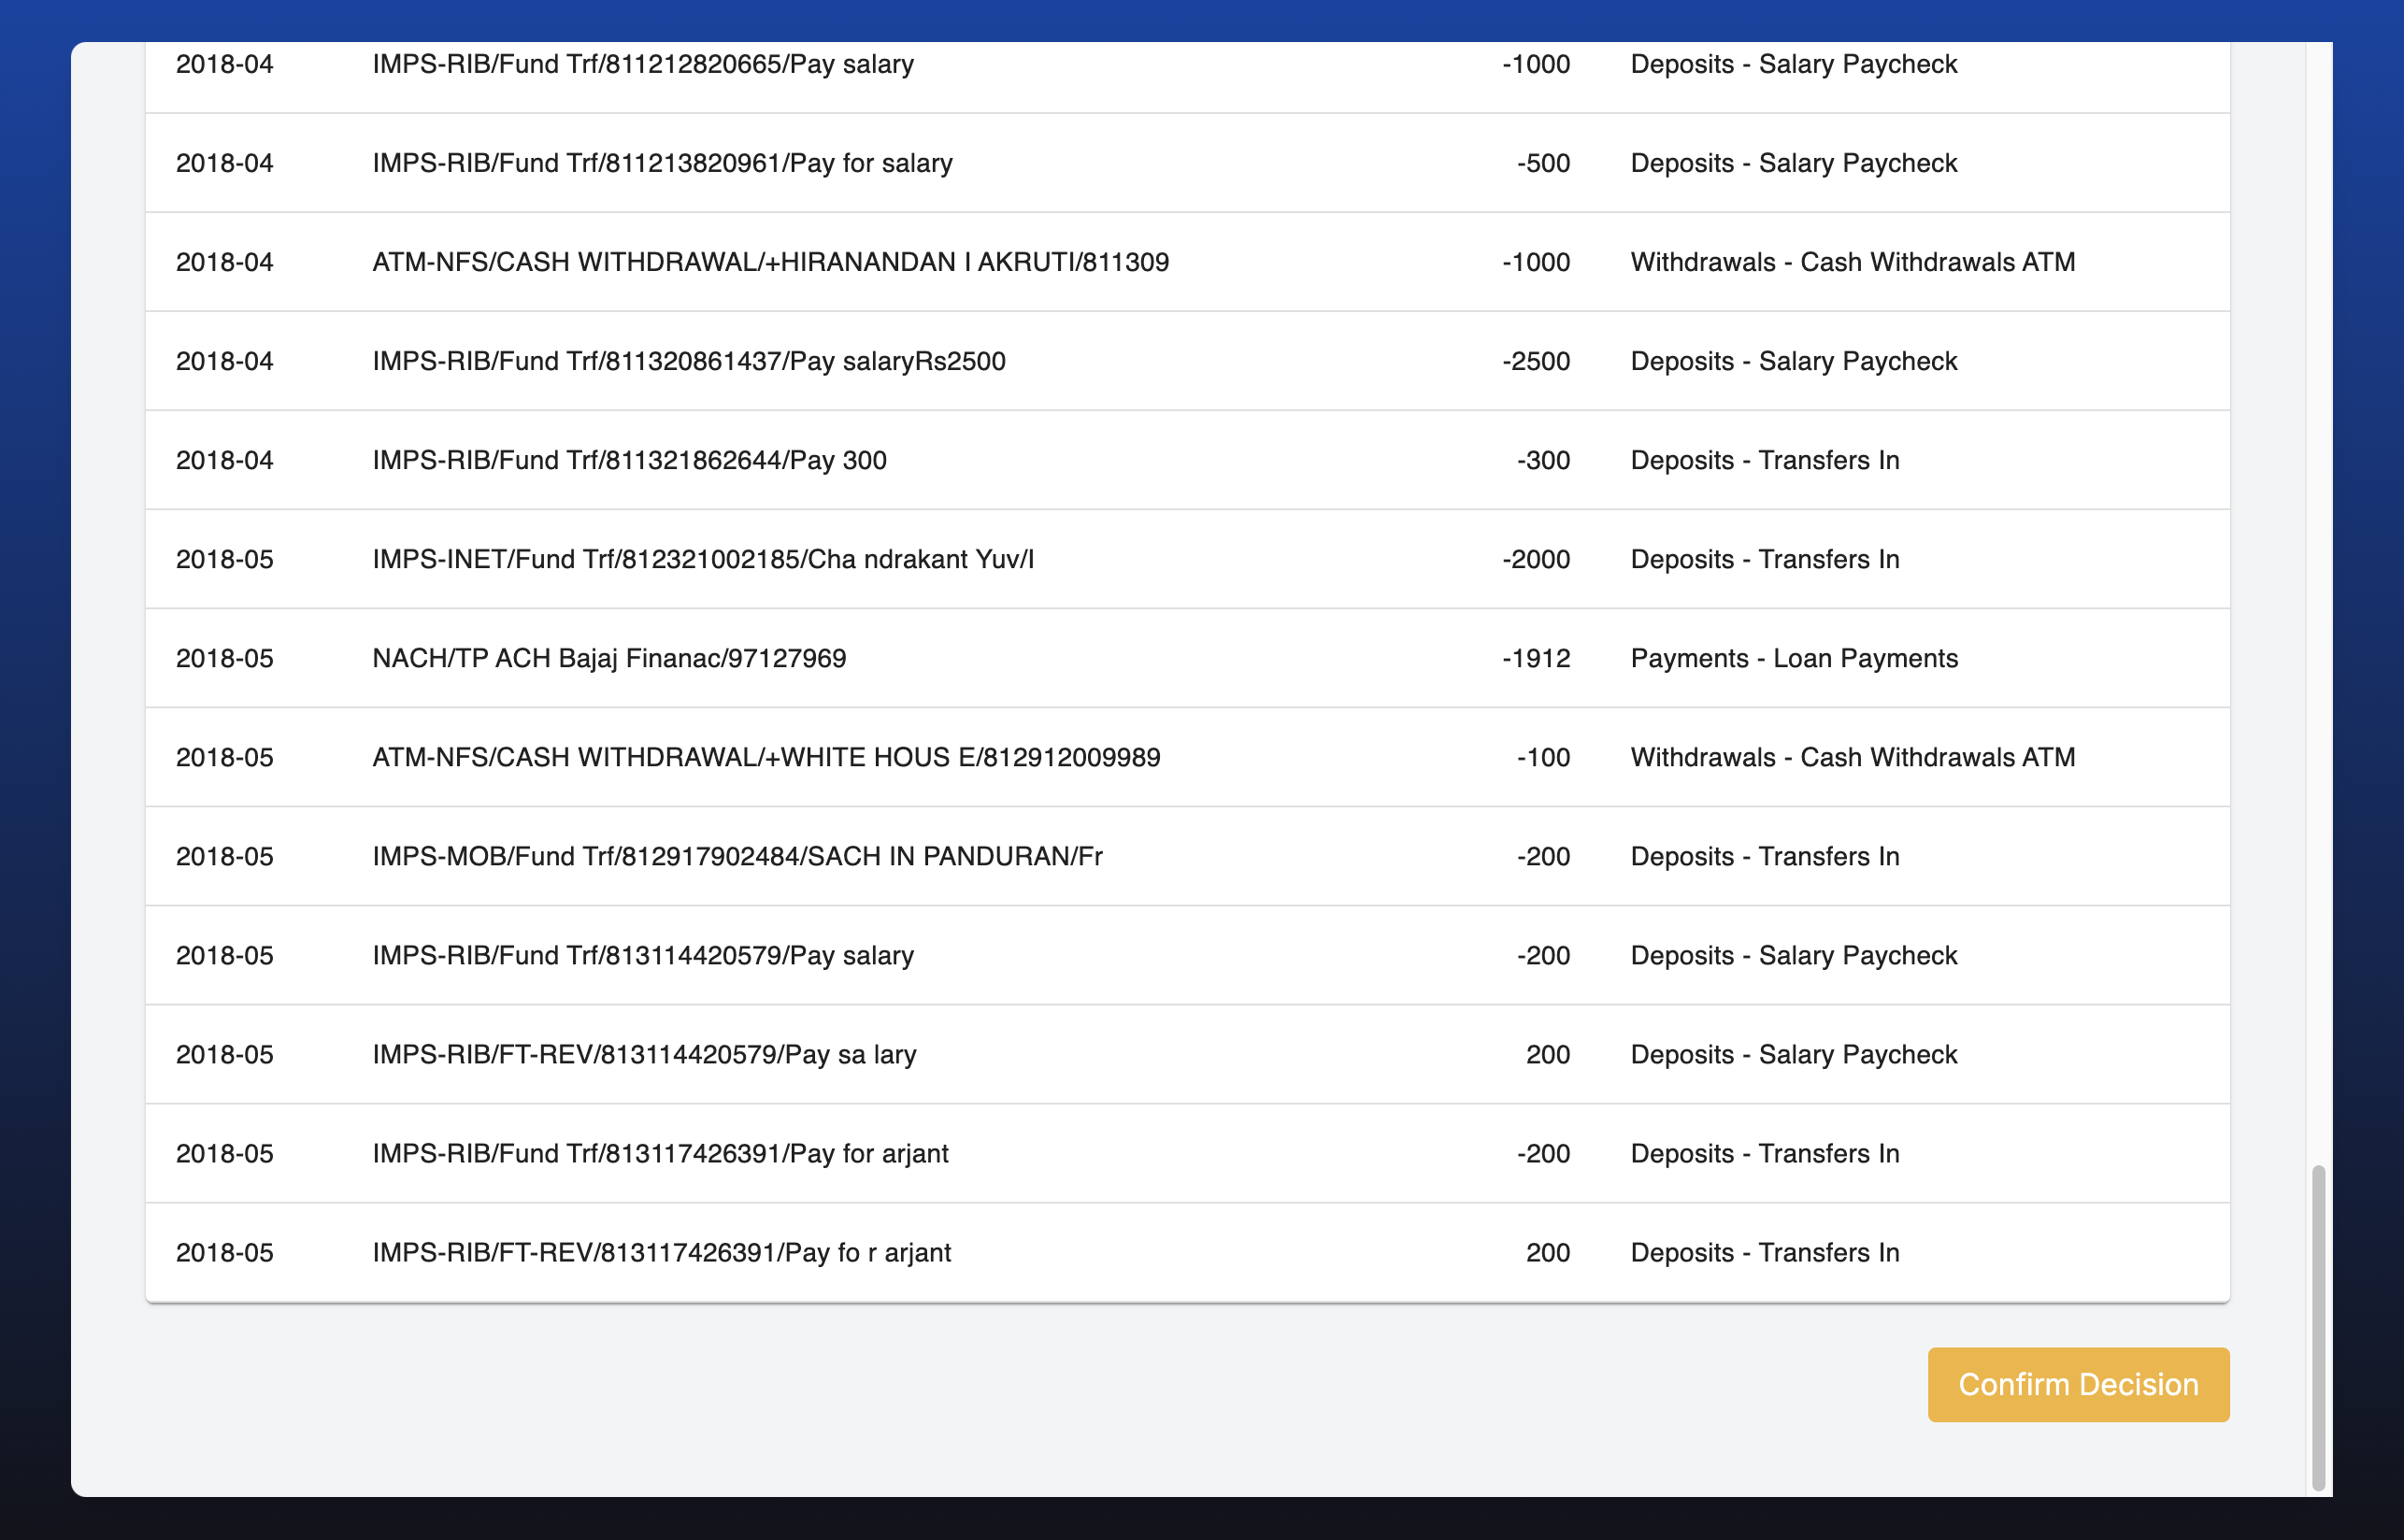 2018-04 IMPS-RIB/Fund Trf/811212820665/Pay salary -1000 Deposits - Salary Paycheck
2018-04 IMPS-RIB/Fund Trf/811213820961/Pay for salary -500 Deposits - Salary Paycheck
2018-04 ATM-NFS/CASH WITHDRAWAL/+HIRANANDAN I AKRUTI/811309 -1000 Withdrawals - Cash Withdrawals ATM
2018-04 IMPS-RIB/Fund Trf/811320861437/Pay salaryRs2500 -2500 Deposits - Salary Paycheck
2018-04 IMPS-RIB/Fund Trf/811321862644/Pay 300 -300 Deposits - Transfers In
2018-05 IMPS-INET/Fund Trf/812321002185/Cha ndrakant Yuv/I -2000 Deposits - Transfers In
2018-05 NACH/TP ACH Bajaj Finanac/97127969 -1912 Payments - Loan Payments
2018-05 ATM-NFS/CASH WITHDRAWAL/+WHITE HOUS E/812912009989 -100 Withdrawals - Cash Withdrawals ATM
2018-05 IMPS-MOB/Fund Trf/812917902484/SACH IN PANDURAN/Fr -200 Deposits - Transfers In
2018-05 IMPS-RIB/Fund Trf/813114420579/Pay salary -200 Deposits - Salary Paycheck
2018-05 IMPS-RIB/FT-REV/813114420579/Pay sa lary 200 Deposits - Salary Paycheck
2018-05 IMPS-RIB/Fund Trf/813117426391/Pay for arjant -200 Deposits - Transfers In
2018-05 IMPS-RIB/FT-REV/813117426391/Pay fo r arjant 200 Deposits - Transfers In
Confirm Decision